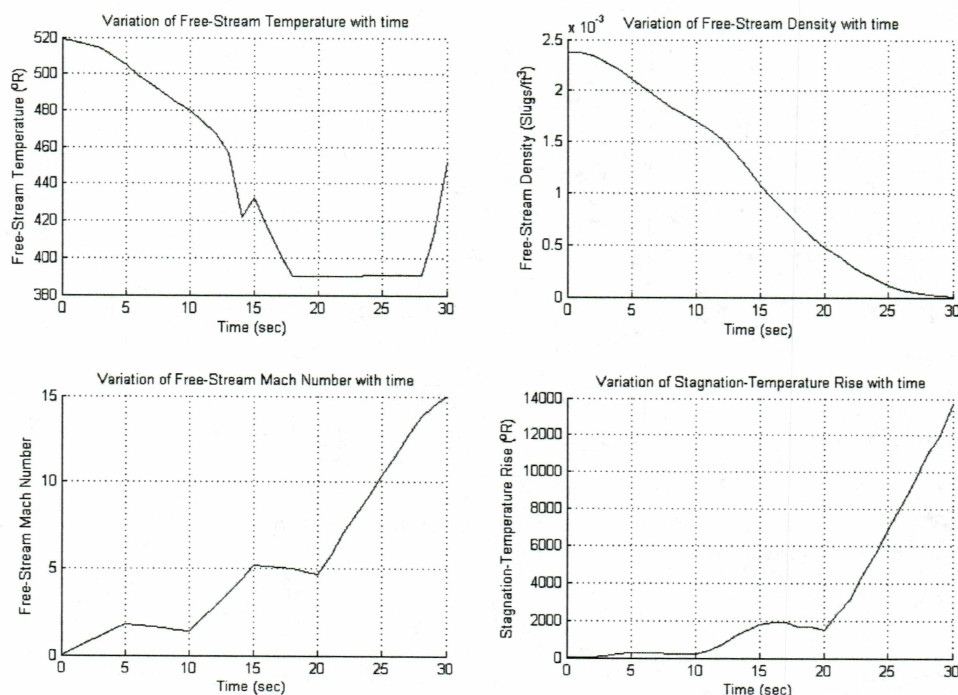 Variation of Free-Stream Temperature with time
Free-Stream Temperature (ºR)
520
500
480
460
440
420
400
380
0 5 10 15 20 25 30
Time (sec)
Variation of Free-Stream Density with time
x 10⁻³
Free-Stream Density (Slugs/ft³)
2.5
2
1.5
1
0.5
0
0 5 10 15 20 25 30
Time (sec)
Variation of Free-Stream Mach Number with time
Free-Stream Mach Number
15
10
5
0
0 5 10 15 20 25 30
Time (sec)
Variation of Stagnation-Temperature Rise with time
Stagnation-Temperature Rise (ºR)
14000
12000
10000
8000
6000
4000
2000
0
0 5 10 15 20 25 30
Time (sec)